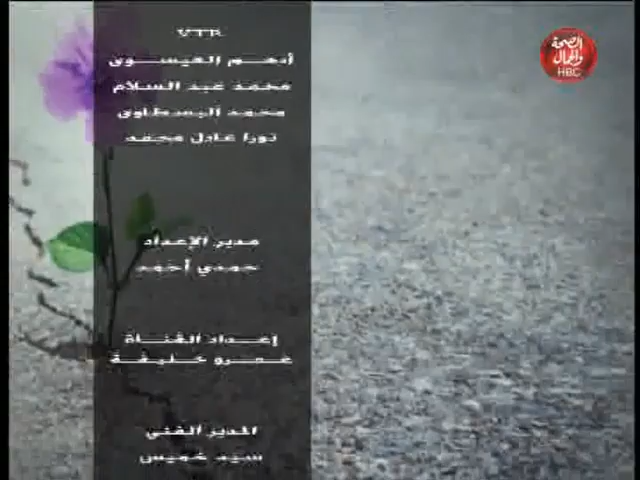 VTR
أدهم العيسوى
محمد عبد السلام
محمد البسطاوى
نورا عادل محمد
مدير الإعداد
حمدي أحمد
إعداد القناة
عمرو خليفة
المدير الفني
سيد خميس
الصحة
والجمال
HBC